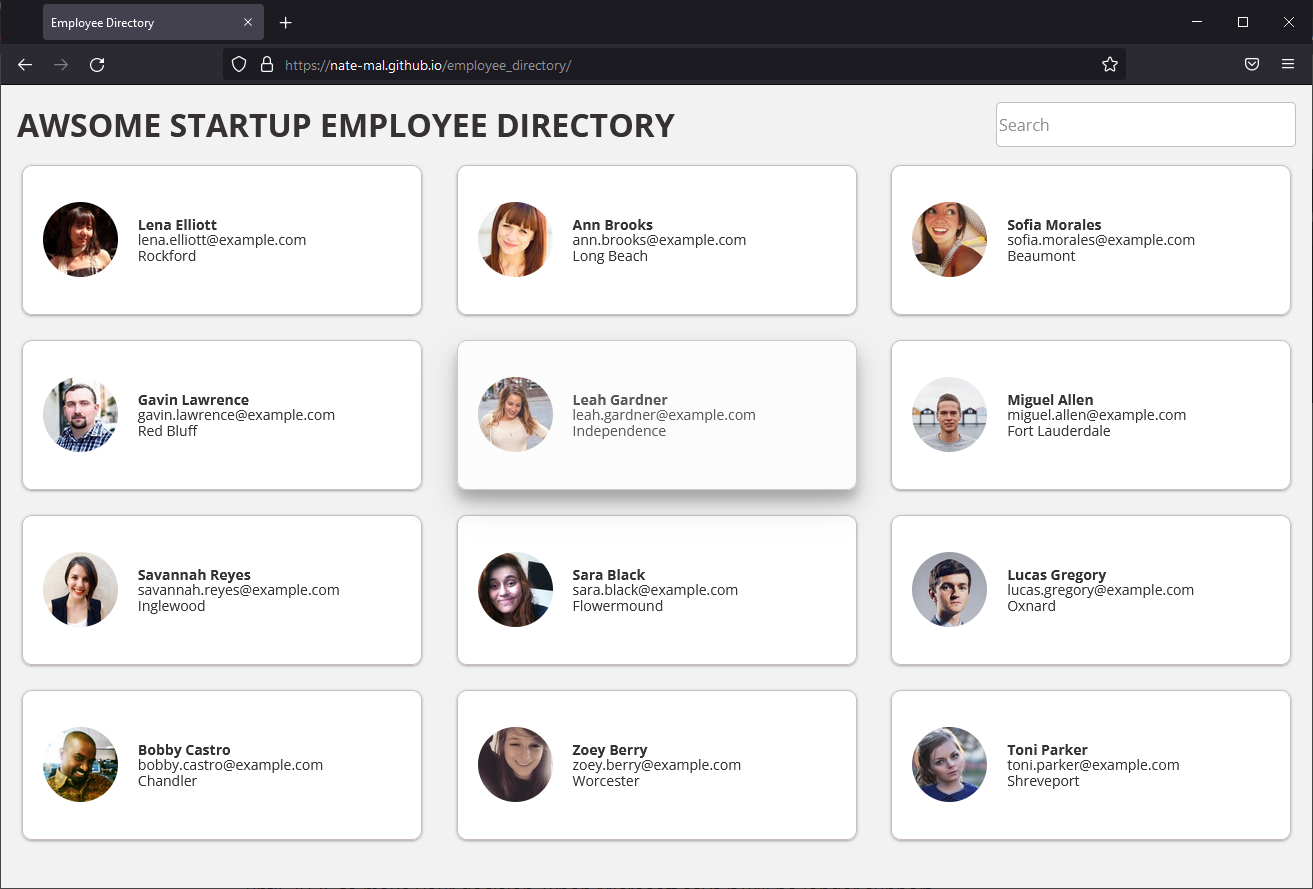 Employee Directory
https://nate-mal.github.io/employee_directory/
AWSOME STARTUP EMPLOYEE DIRECTORY
Search
Lena Elliott
lena.elliott@example.com
Rockford
Ann Brooks
ann.brooks@example.com
Long Beach
Sofia Morales
sofia.morales@example.com
Beaumont
Gavin Lawrence
gavin.lawrence@example.com
Red Bluff
Leah Gardner
leah.gardner@example.com
Independence
Miguel Allen
miguel.allen@example.com
Fort Lauderdale
Savannah Reyes
savannah.reyes@example.com
Inglewood
Sara Black
sara.black@example.com
Flowermound
Lucas Gregory
lucas.gregory@example.com
Oxnard
Bobby Castro
bobby.castro@example.com
Chandler
Zoey Berry
zoey.berry@example.com
Worcester
Toni Parker
toni.parker@example.com
Shreveport